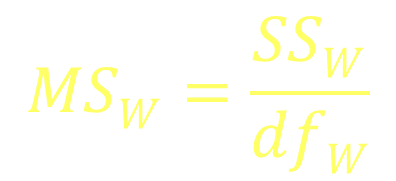 MS_W = SS_W / df_W